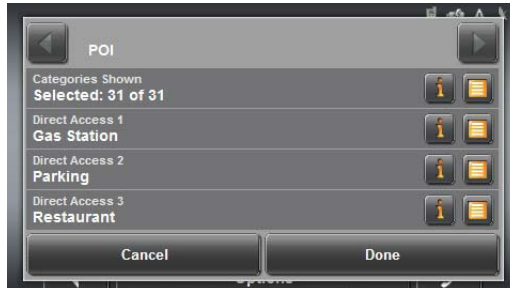 POI
Categories Shown
Selected: 31 of 31
Direct Access 1
Gas Station
Direct Access 2
Parking
Direct Access 3
Restaurant
Cancel Done
Options